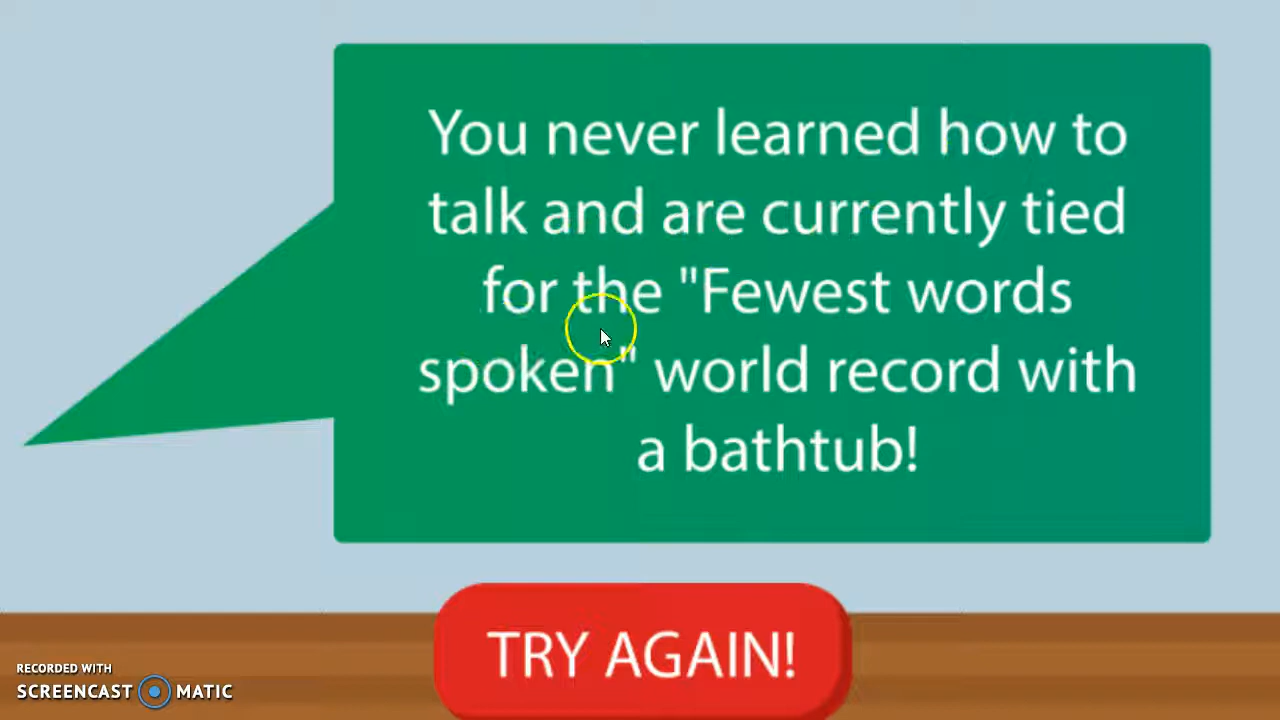 You never learned how to
talk and are currently tied
for the "Fewest words
spoken" world record with
a bathtub!
TRY AGAIN!
RECORDED WITH
SCREENCAST MATIC